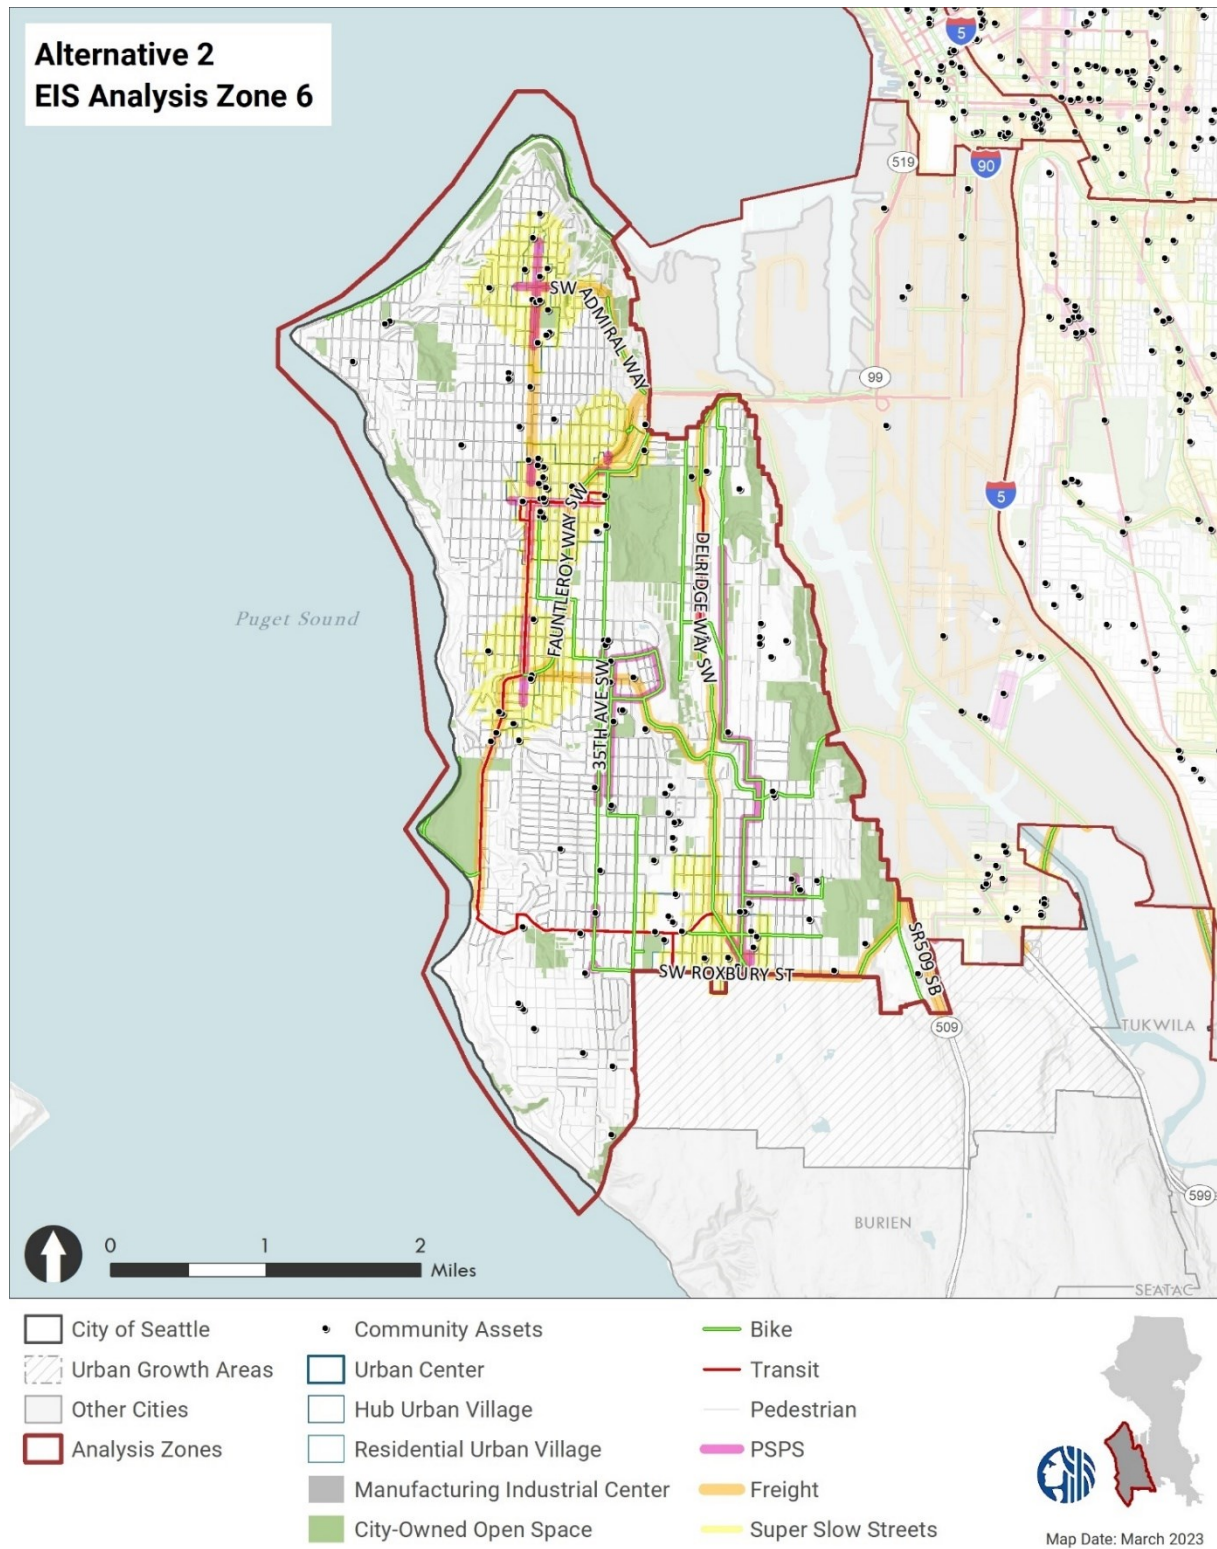 Alternative 2
EIS Analysis Zone 6
5
519
90
SW ADMIRAL WAY
99
5
FAUNTLEROY WAY SW
DELRIDGE WAY SW
Puget Sound
35TH AVE SW
SR509 SB
SW ROXBURY ST
509
TUKWILA
599
BURIEN
SEATAC
0 1 2
Miles
City of Seattle
Urban Growth Areas
Other Cities
Analysis Zones
Community Assets
Urban Center
Hub Urban Village
Residential Urban Village
Manufacturing Industrial Center
City-Owned Open Space
Bike
Transit
Pedestrian
PSPS
Freight
Super Slow Streets
Map Date: March 2023